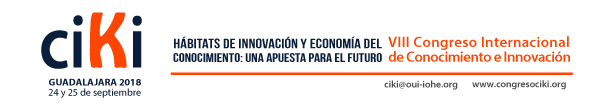 ciKi
GUADALAJARA 2018
24 y 25 de septiembre
HÁBITATS DE INNOVACIÓN Y ECONOMÍA DEL
CONOCIMIENTO: UNA APUESTA PARA EL FUTURO
VIII Congreso Internacional
de Conocimiento e Innovación
ciki@oui-iohe.org www.congresociki.org